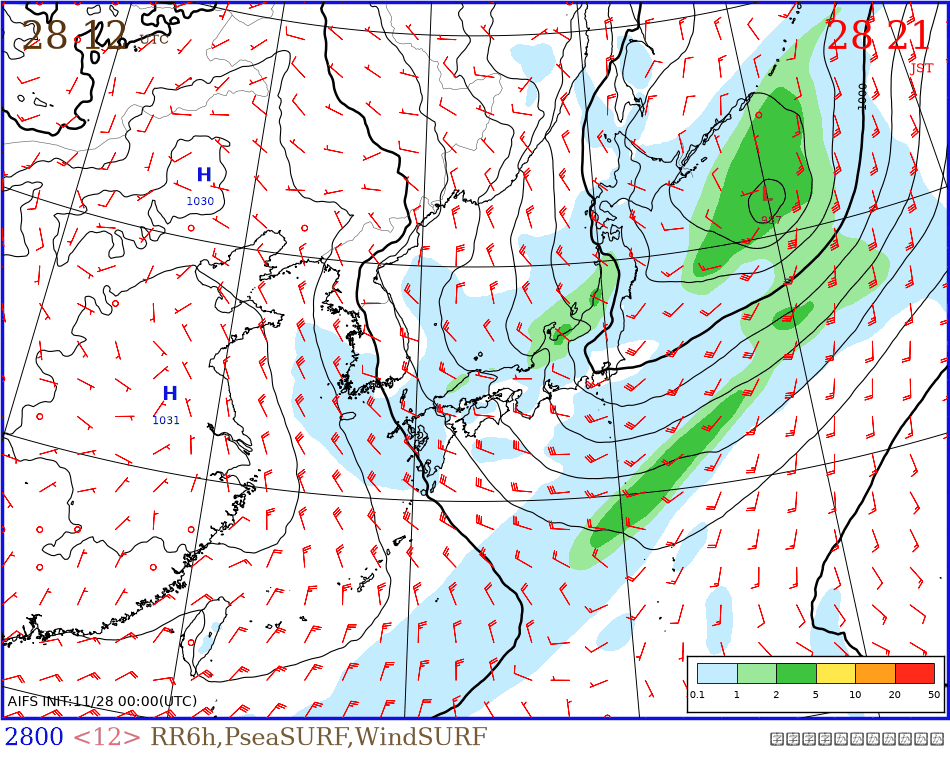 28 12 UTC
28 21
JST
1000
H
1030
L
987
H
1031
0.1 1 2 5 10 20 50
AIFS INIT:11/28 00:00(UTC)
2800 <12> RR6h,PseaSURF,WindSURF